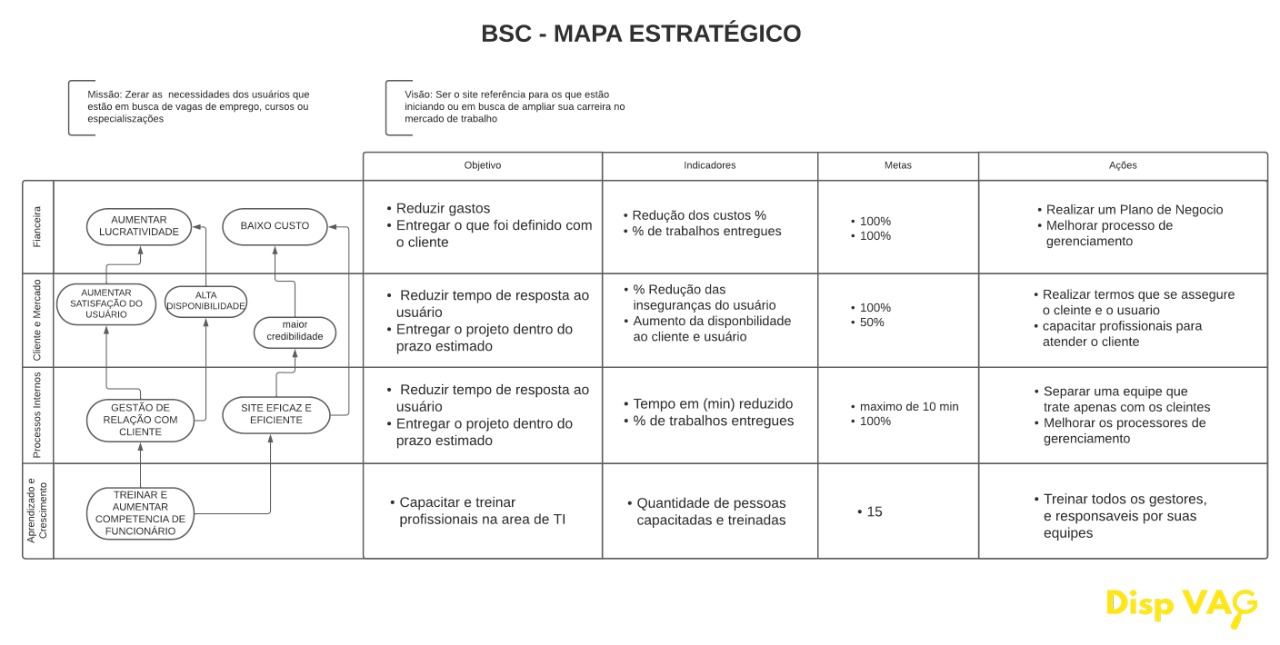 BSC - MAPA ESTRATÉGICO
Missão: Zerar as  necessidades dos usuários que
estão em busca de vagas de emprego, cursos ou
especialiszações
Visão: Ser o site referência para os que estão
iniciando ou em busca de ampliar sua carreira no
mercado de trabalho
Objetivo
Indicadores
Metas
Ações
Fianceira
AUMENTAR
LUCRATIVIDADE
BAIXO CUSTO
• Reduzir gastos
• Entregar o que foi definido com
o cliente
• Redução dos custos %
• % de trabalhos entregues
• 100%
• 100%
• Realizar um Plano de Negocio
• Melhorar processo de
gerenciamento
Cliente e Mercado
AUMENTAR
SATISFAÇÃO DO
USUÁRIO
ALTA
DISPONIBILIDADE
maior
credibilidade
• Reduzir tempo de resposta ao
usuário
• Entregar o projeto dentro do
prazo estimado
• % Redução das
inseguranças do usuário
• Aumento da disponbilidade
ao cliente e usuário
• 100%
• 50%
• Realizar termos que se assegure
o cleinte e o usuario
• capacitar profissionais para
atender o cliente
Processos Internos
GESTÃO DE
RELAÇÃO COM
CLIENTE
SITE EFICAZ E
EFICIENTE
• Reduzir tempo de resposta ao
usuário
• Entregar o projeto dentro do
prazo estimado
• Tempo em (min) reduzido
• % de trabalhos entregues
• maximo de 10 min
• 100%
• Separar uma equipe que
trate apenas com os cleintes
• Melhorar os processores de
gerenciamento
Aprendizado e
Crescimento
TREINAR E
AUMENTAR
COMPETENCIA DE
FUNCIONÁRIO
• Capacitar e treinar
profissionais na area de TI
• Quantidade de pessoas
capacitadas e treinadas
• 15
• Treinar todos os gestores,
e responsaveis por suas
equipes
Disp VAG